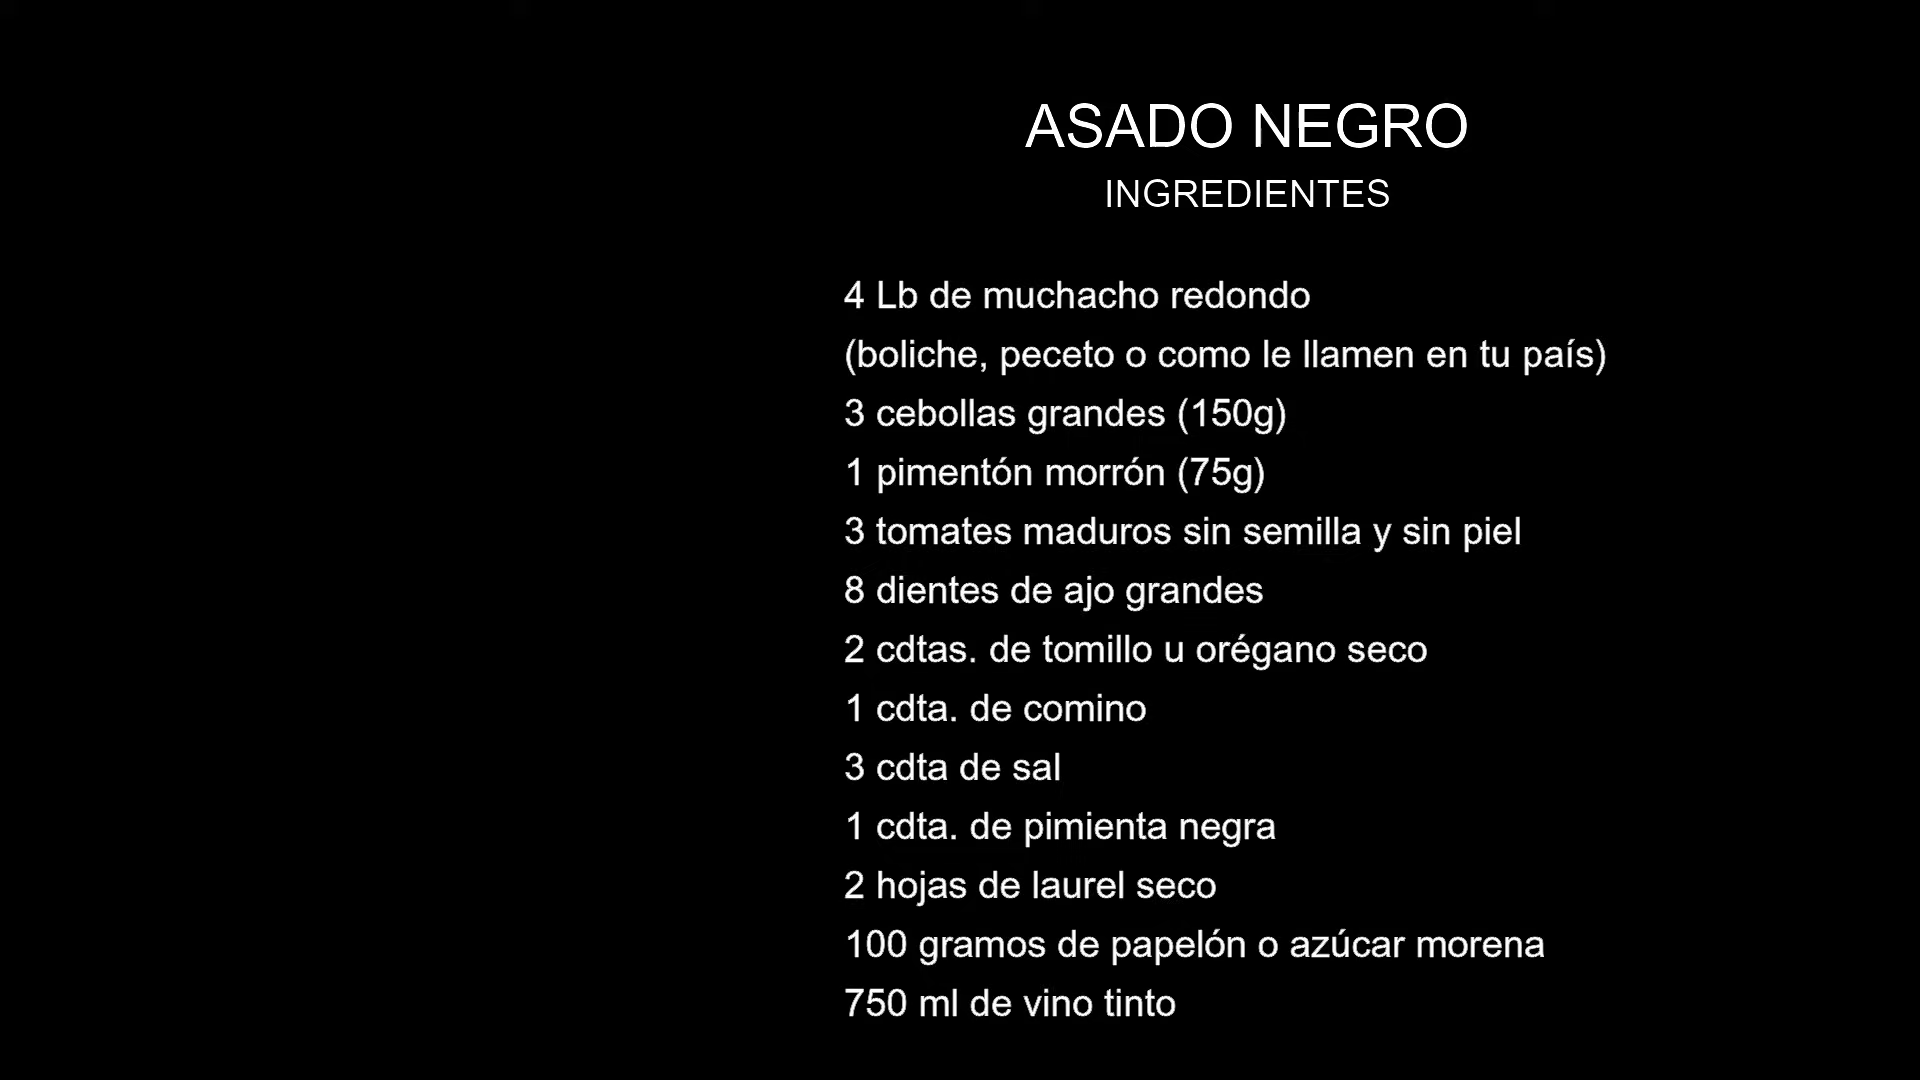 ASADO NEGRO
INGREDIENTES
4 Lb de muchacho redondo
(boliche, peceto o como le llamen en tu país)
3 cebollas grandes (150g)
1 pimentón morrón (75g)
3 tomates maduros sin semilla y sin piel
8 dientes de ajo grandes
2 cdtas. de tomillo u orégano seco
1 cdta. de comino
3 cdta de sal
1 cdta. de pimienta negra
2 hojas de laurel seco
100 gramos de papelón o azúcar morena
750 ml de vino tinto